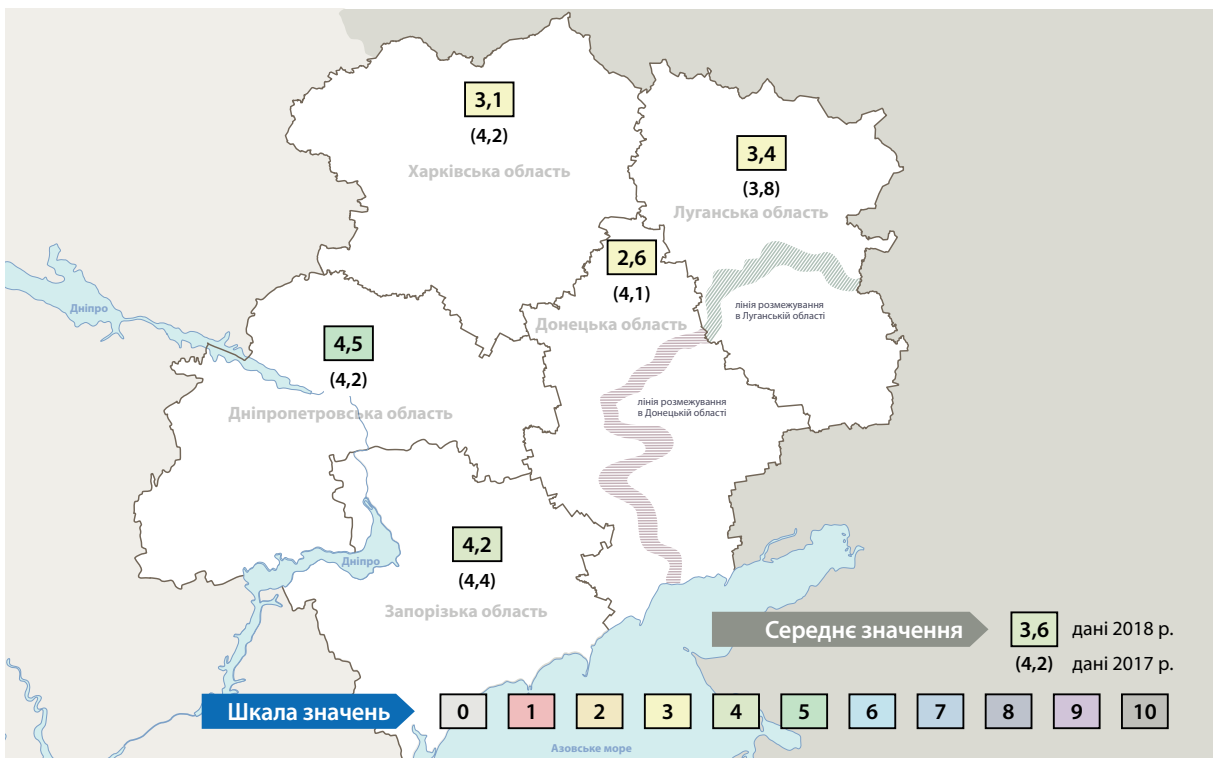 3,1
(4,2)
Харківська область
3,4
(3,8)
Луганська область
2,6
(4,1)
Донецька область
лінія розмежування
в Луганській області
Дніпро
4,5
(4,2)
Дніпропетровська область
лінія розмежування
в Донецькій області
4,2
(4,4)
Запорізька область
Дніпро
Середнє значення
3,6 дані 2018 р.
(4,2) дані 2017 р.
Шкала значень
0 1 2 3 4 5 6 7 8 9 10
Азовське море